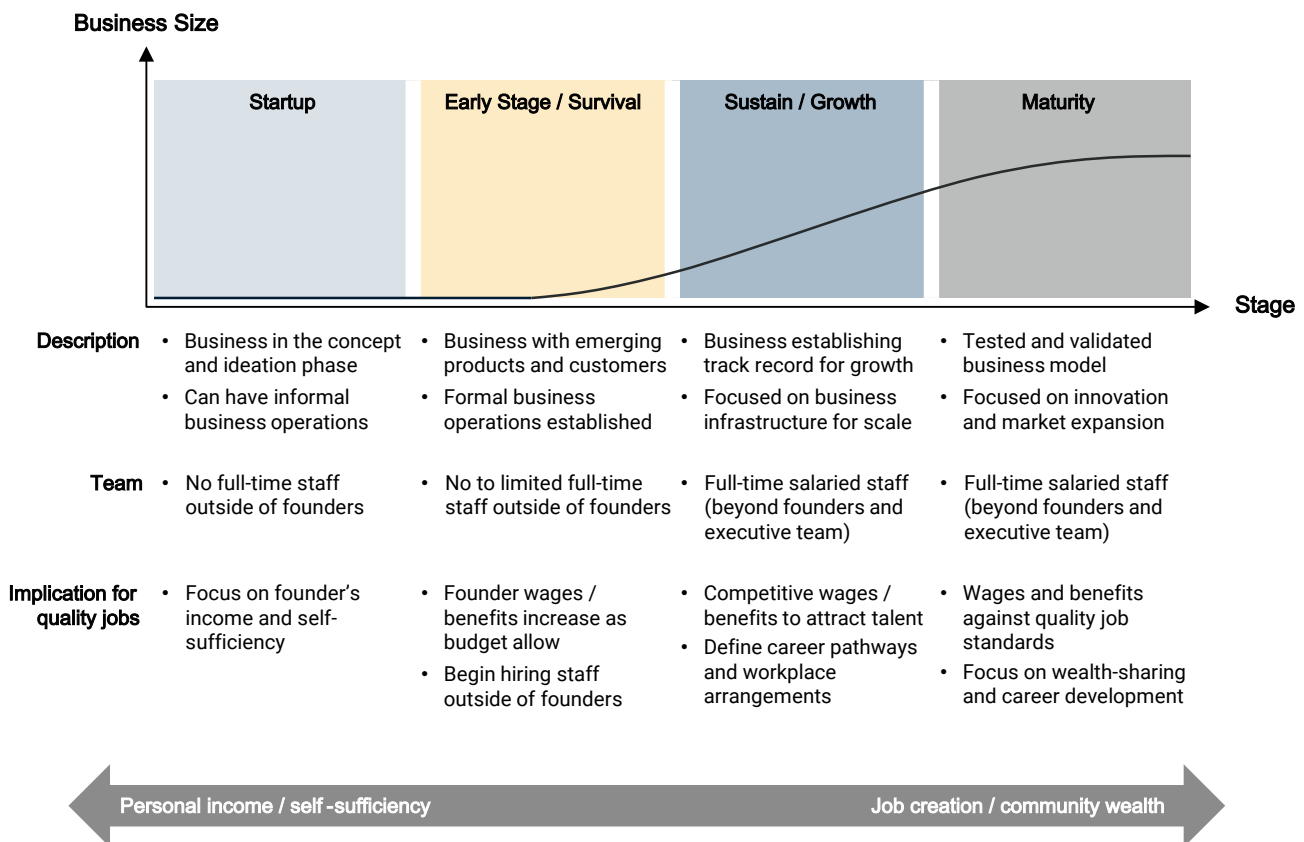 Business Size
Startup
Early Stage / Survival
Sustain / Growth
Maturity
Stage
Description
• Business in the concept
and ideation phase
• Can have informal
business operations
• Business with emerging
products and customers
• Formal business
operations established
• Business establishing
track record for growth
• Focused on business
infrastructure for scale
• Tested and validated
business model
• Focused on innovation
and market expansion
Team
• No full-time staff
outside of founders
• No to limited full-time
staff outside of founders
• Full-time salaried staff
(beyond founders and
executive team)
• Full-time salaried staff
(beyond founders and
executive team)
Implication for
quality jobs
• Focus on founder’s
income and self-
sufficiency
• Founder wages /
benefits increase as
budget allow
• Begin hiring staff
outside of founders
• Competitive wages /
benefits to attract talent
• Define career pathways
and workplace
arrangements
• Wages and benefits
against quality job
standards
• Focus on wealth-sharing
and career development
Personal income / self -sufficiency
Job creation / community wealth